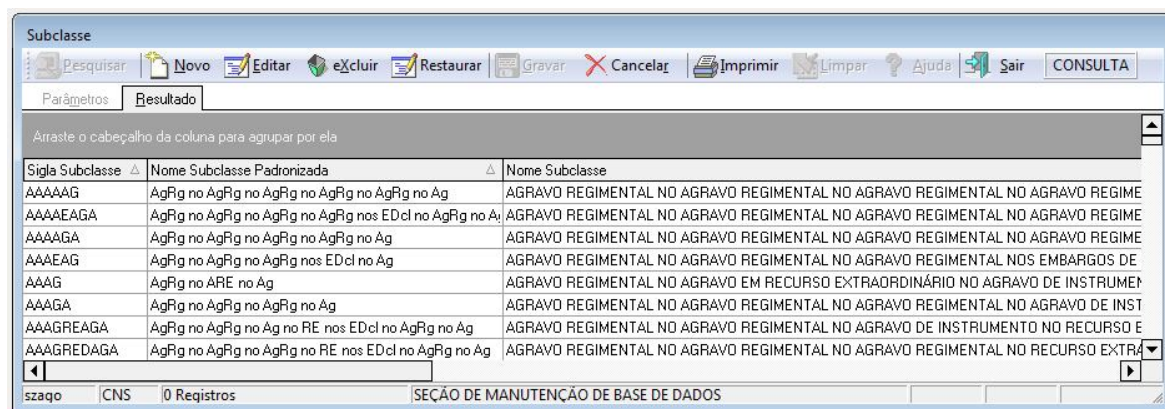 Subclasse
Pesquisar Novo Editar eXcluir Restaurar Gravar Cancelar Imprimir Limpar Ajuda Sair CONSULTA
Parâmetros Resultado
Arraste o cabeçalho da coluna para agrupar por ela
Sigla Subclasse Nome Subclasse Padronizada Nome Subclasse
AAAAAG AgRg no AgRg no AgRg no AgRg no AgRg no Ag AGRAVO REGIMENTAL NO AGRAVO REGIMENTAL NO AGRAVO REGIMENTAL NO AGRAVO REGIME
AAAAEAGA AgRg no AgRg no AgRg no AgRg nos EDcl no AgRg no A AGRAVO REGIMENTAL NO AGRAVO REGIMENTAL NO AGRAVO REGIMENTAL NO AGRAVO REGIME
AAAAGA AgRg no AgRg no AgRg no AgRg no Ag AGRAVO REGIMENTAL NO AGRAVO REGIMENTAL NO AGRAVO REGIMENTAL NO AGRAVO REGIME
AAAEAG AgRg no AgRg no AgRg nos EDcl no Ag AGRAVO REGIMENTAL NO AGRAVO REGIMENTAL NO AGRAVO REGIMENTAL NOS EMBARGOS DE
AAAG AgRg no ARE no Ag AGRAVO REGIMENTAL NO AGRAVO EM RECURSO EXTRAORDINÁRIO NO AGRAVO DE INSTRUMEN
AAAGA AgRg no AgRg no AgRg no Ag AGRAVO REGIMENTAL NO AGRAVO REGIMENTAL NO AGRAVO REGIMENTAL NO AGRAVO DE INST
AAAGREAGA AgRg no AgRg no Ag no RE nos EDcl no AgRg no Ag AGRAVO REGIMENTAL NO AGRAVO REGIMENTAL NO AGRAVO DE INSTRUMENTO NO RECURSO E
AAAGREDAGA AgRg no AgRg no AgRg no RE nos EDcl no AgRg no Ag AGRAVO REGIMENTAL NO AGRAVO REGIMENTAL NO AGRAVO REGIMENTAL NO RECURSO EXTRA
szago CNS 0 Registros SEÇÃO DE MANUTENÇÃO DE BASE DE DADOS